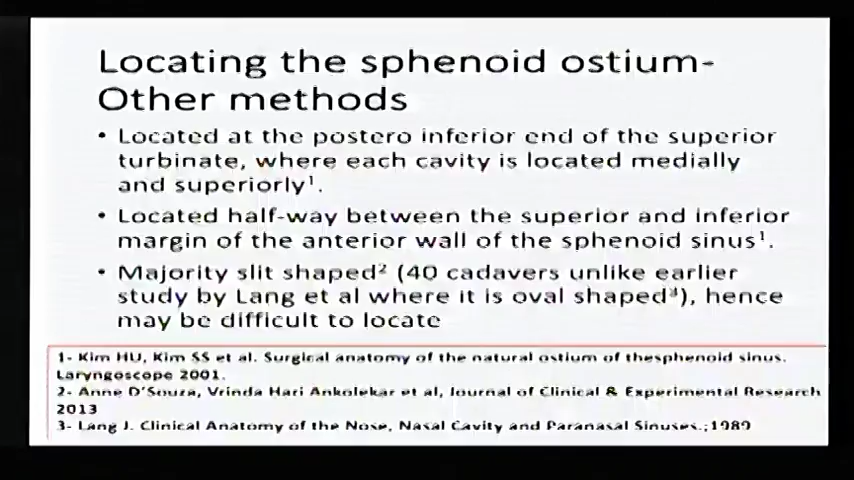 Locating the sphenoid ostium-
Other methods
• Located at the postero inferior end of the superior
turbinate, where each cavity is located medially
and superiorly¹.
• Located half-way between the superior and inferior
margin of the anterior wall of the sphenoid sinus¹.
• Majority slit shaped² (40 cadavers unlike earlier
study by Lang et al where it is oval shaped³), hence
may be difficult to locate
1- Kim HU, Kim SS et al. Surgical anatomy of the natural ostium of thesphenoid sinus.
Laryngoscope 2001.
2- Anne D'Souza, Vrinda Hari Ankolekar et al, Journal of Clinical & Experimental Research
2013
3- Lang J. Clinical Anatomy of the Nose, Nasal Cavity and Paranasal Sinuses.;1989